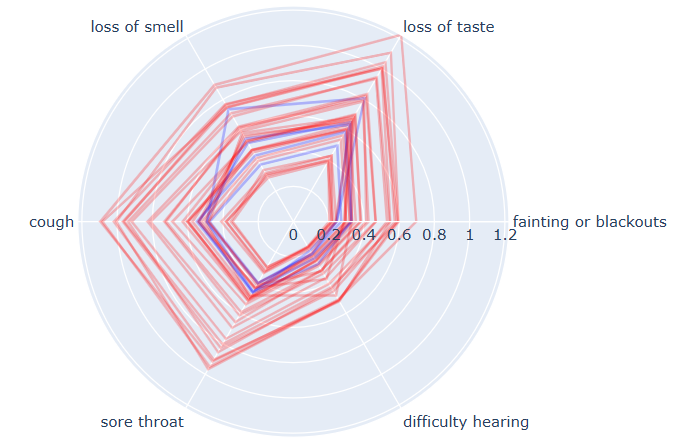 loss of smell
loss of taste
cough
fainting or blackouts
0 0.2 0.4 0.6 0.8 1 1.2
sore throat
difficulty hearing